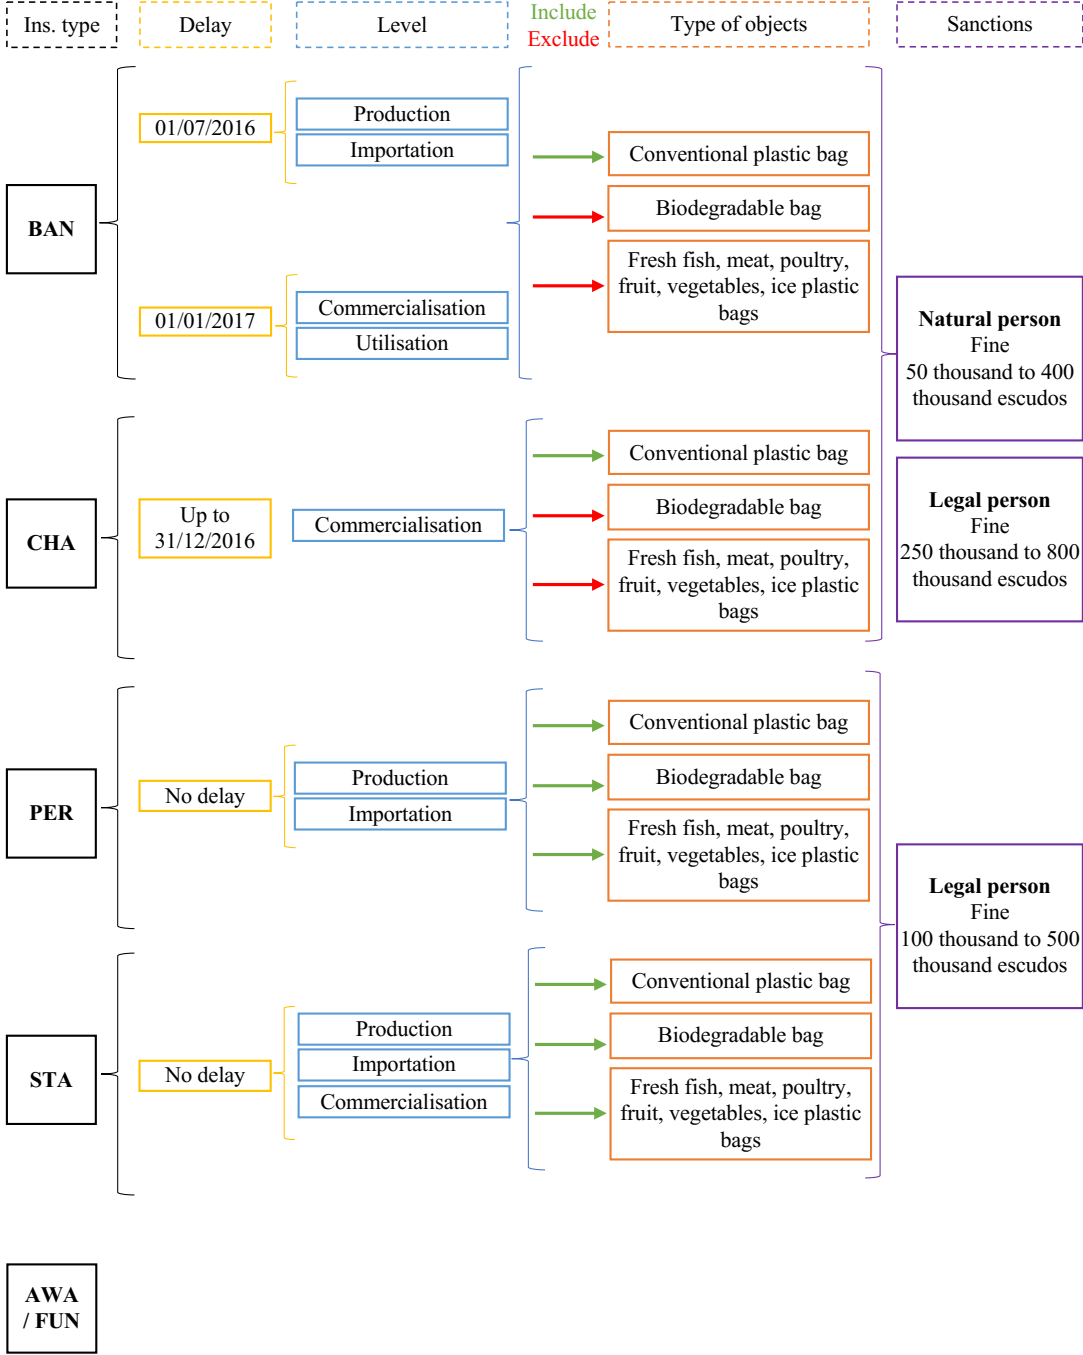 Ins. type
Delay
Level
Include
Exclude
Type of objects
Sanctions
BAN
01/07/2016
Production
Importation
01/01/2017
Commercialisation
Utilisation
Conventional plastic bag
Biodegradable bag
Fresh fish, meat, poultry,
fruit, vegetables, ice plastic
bags
CHA
Up to
31/12/2016
Commercialisation
Conventional plastic bag
Biodegradable bag
Fresh fish, meat, poultry,
fruit, vegetables, ice plastic
bags
Natural person
Fine
50 thousand to 400
thousand escudos
Legal person
Fine
250 thousand to 800
thousand escudos
PER
No delay
Production
Importation
Conventional plastic bag
Biodegradable bag
Fresh fish, meat, poultry,
fruit, vegetables, ice plastic
bags
STA
No delay
Production
Importation
Commercialisation
Conventional plastic bag
Biodegradable bag
Fresh fish, meat, poultry,
fruit, vegetables, ice plastic
bags
Legal person
Fine
100 thousand to 500
thousand escudos
AWA
/ FUN